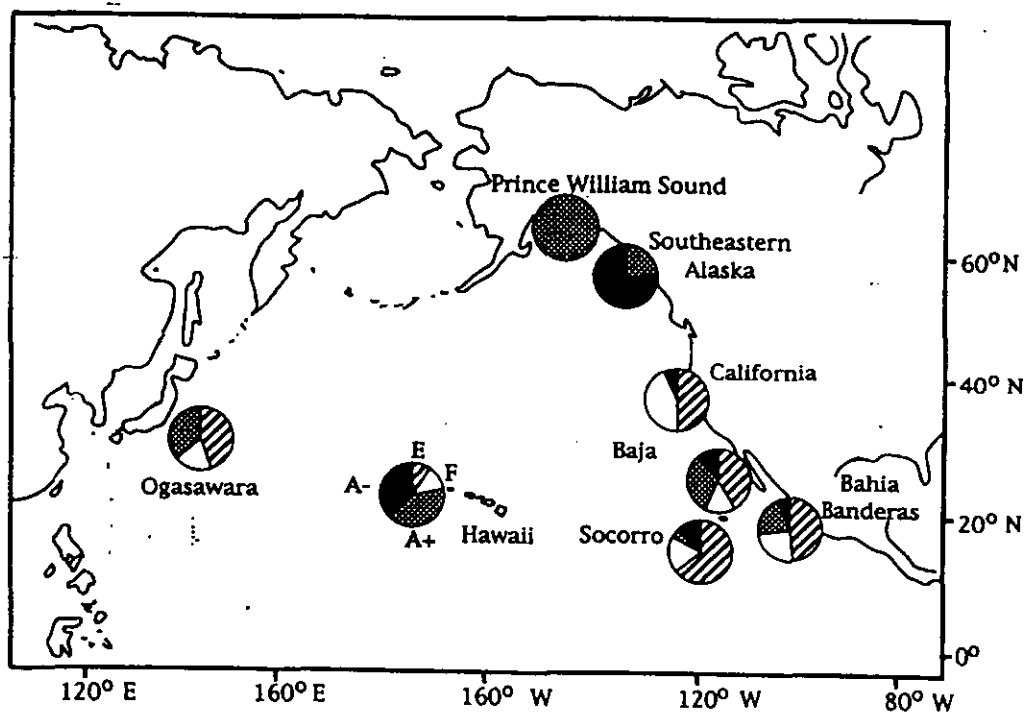 Prince William Sound
Southeastern
Alaska
60° N
California
40° N
Baja
E
F
A-
Ogasawara
Bahia
Banderas
A+
Hawaii
Socorro
20° N
0°
120° E
160° E
160° W
120° W
80° W